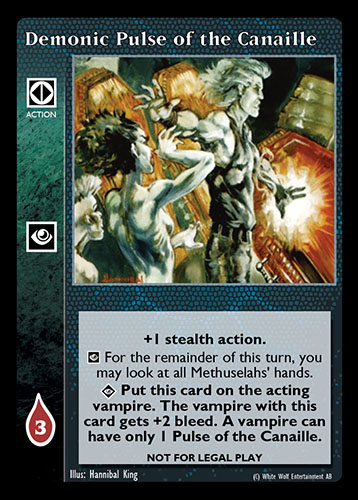 Demonic Pulse of the Canaille
ACTION
+1 stealth action.
For the remainder of this turn, you
may look at all Methuselahs' hands.
Put this card on the acting
vampire. The vampire with this
card gets +2 bleed. A vampire can
have only 1 Pulse of the Canaille.
NOT FOR LEGAL PLAY
3
Illus: Hannibal King
(C) White Wolf Entertainment AB